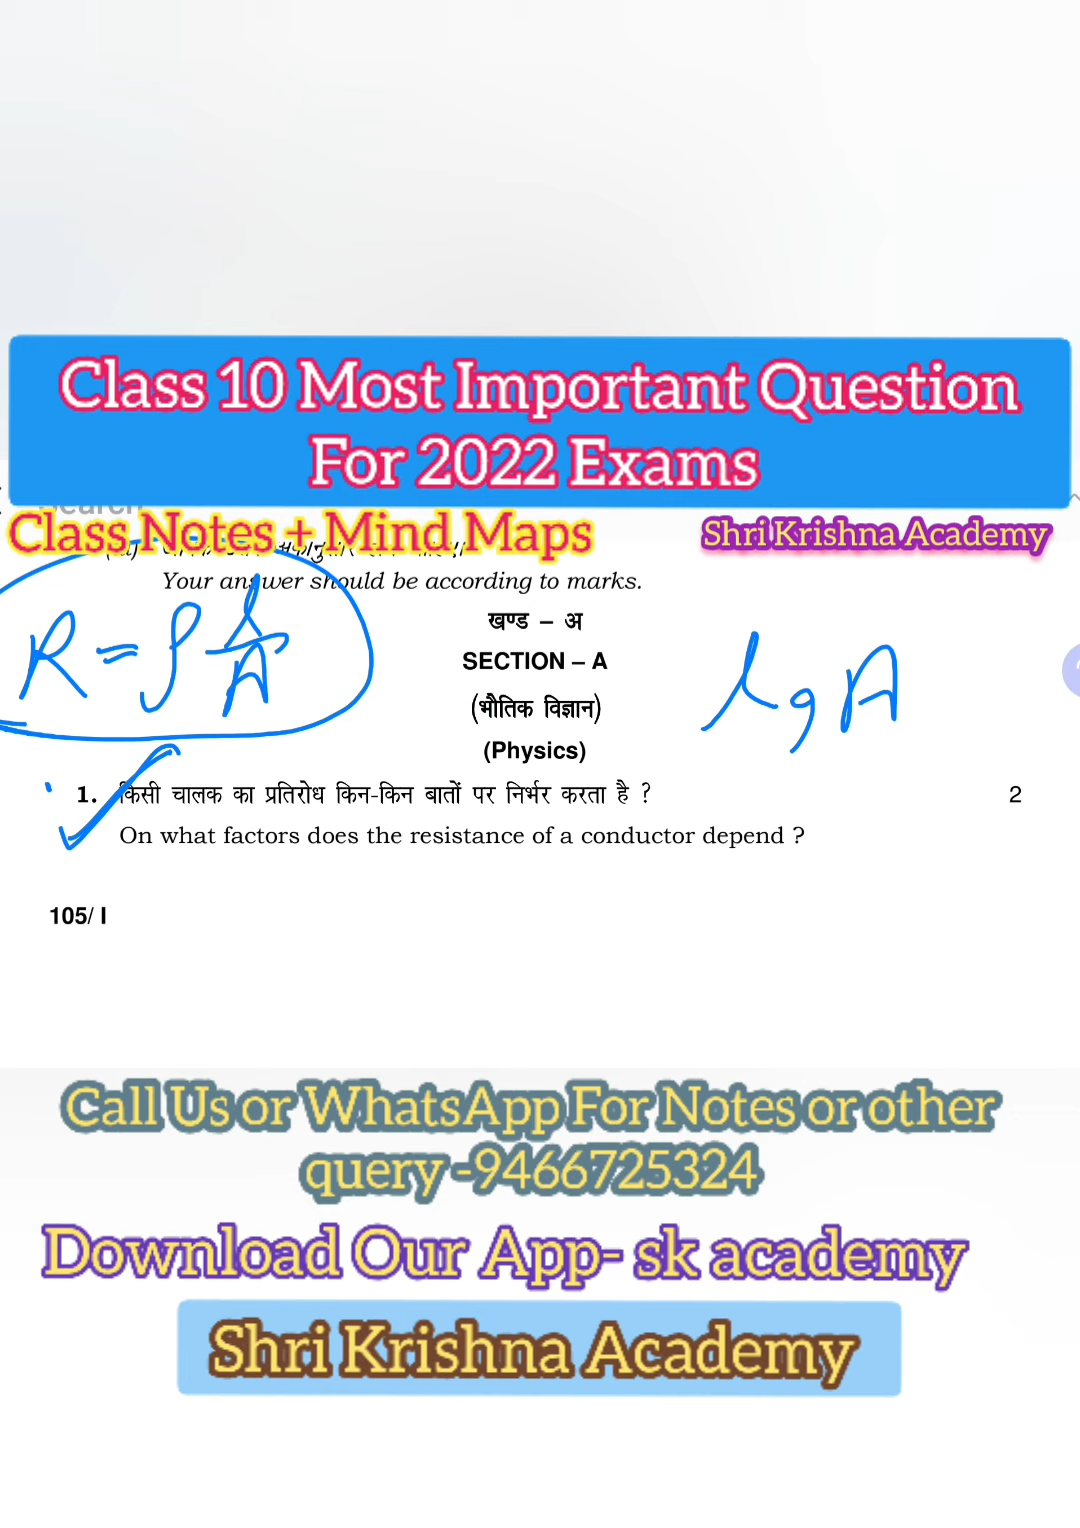 Class 10 Most Important Question
For 2022 Exams
Search
Class Notes + Mind Maps
Shri Krishna Academy
Your answer should be according to marks.
R = ρ l/A
खण्ड – अ
SECTION – A
l, ρ A
(भौतिक विज्ञान)
(Physics)
1. किसी चालक का प्रतिरोध किन-किन बातों पर निर्भर करता है ? 2
On what factors does the resistance of a conductor depend ?
105/ I
Call Us or WhatsApp For Notes or other
query -9466725324
Download Our App- sk academy
Shri Krishna Academy